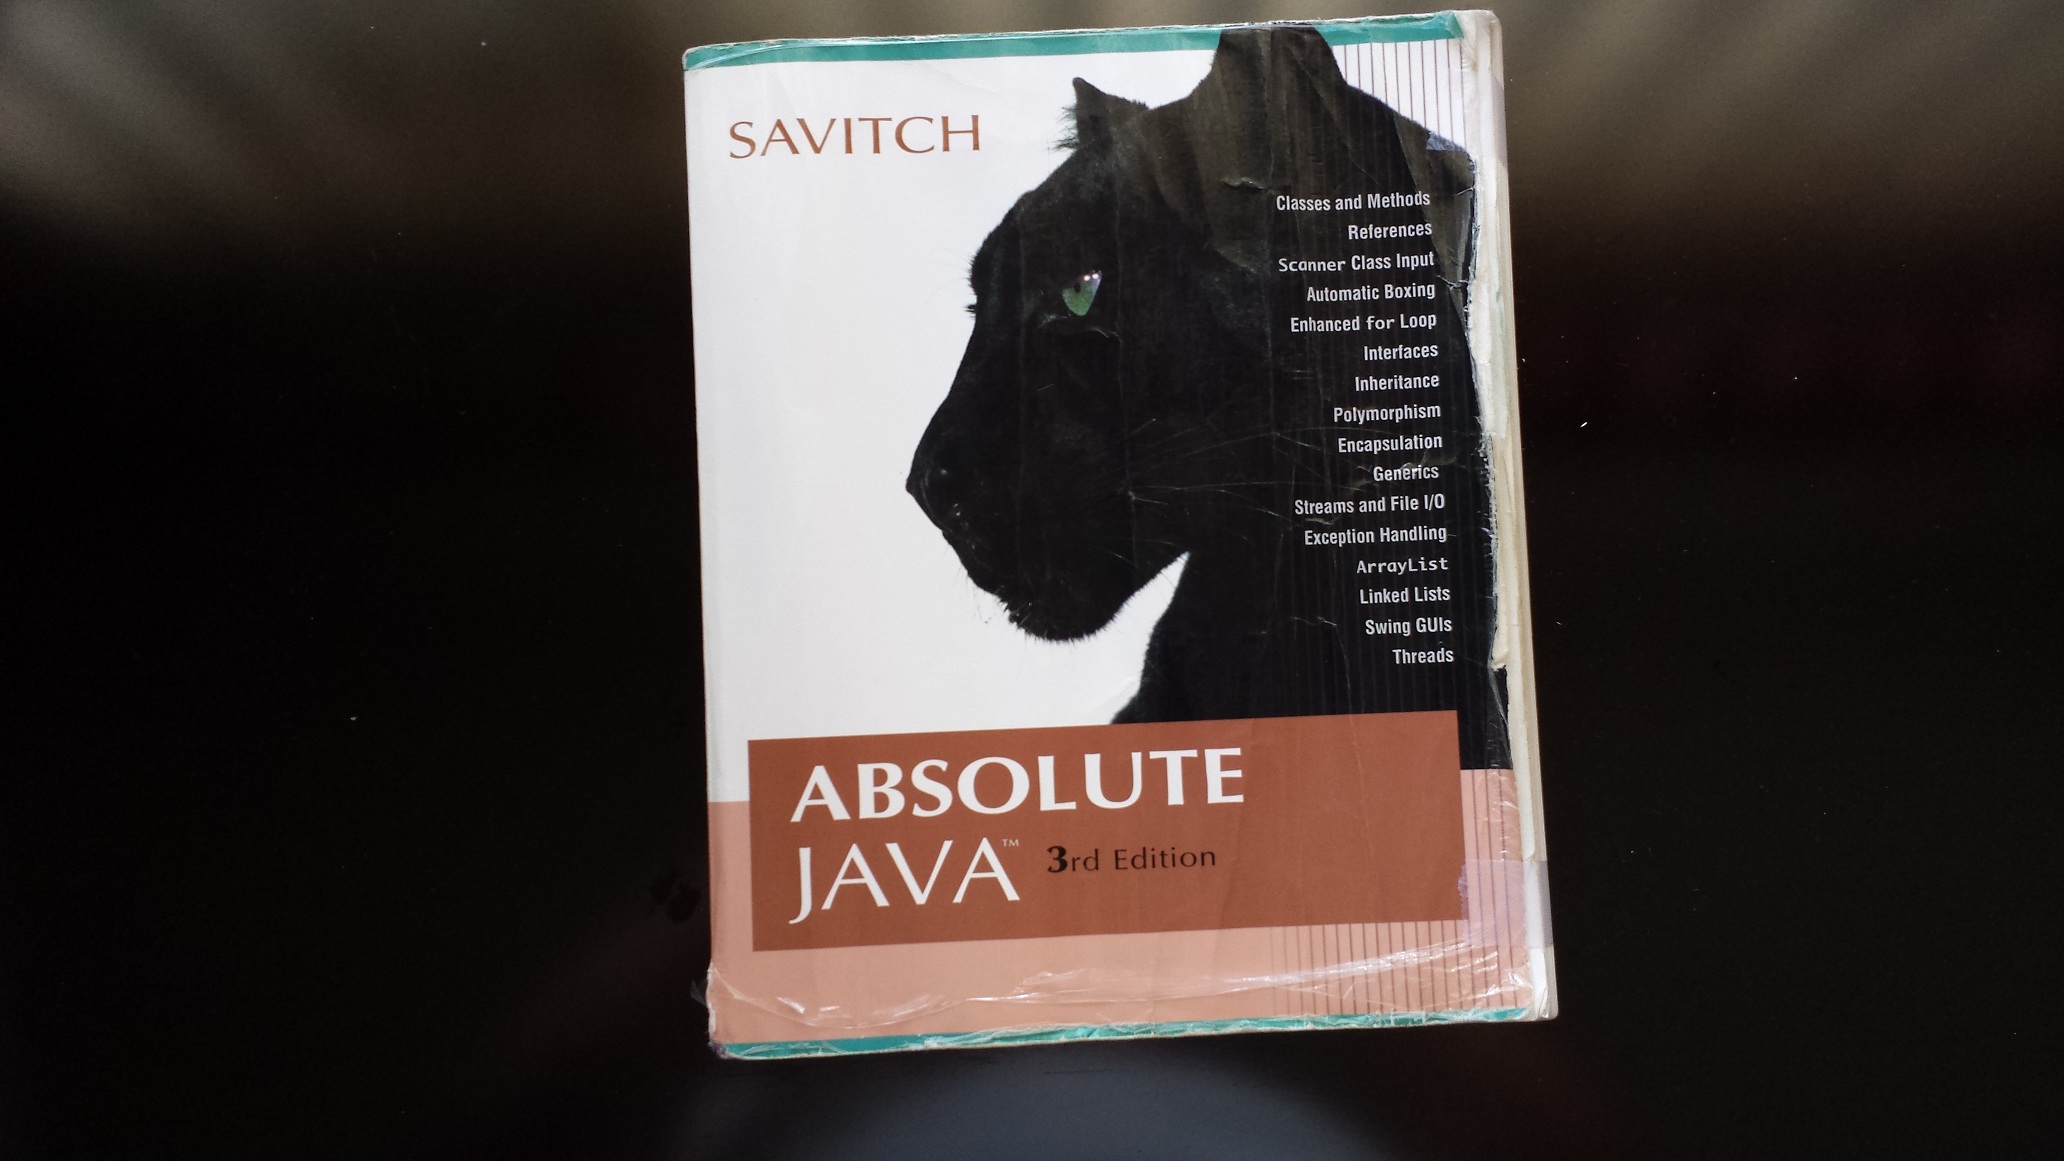 SAVITCH
Classes and Methods
References
Scanner Class Input
Automatic Boxing
Enhanced for Loop
Interfaces
Inheritance
Polymorphism
Encapsulation
Generics
Streams and File I/O
Exception Handling
ArrayList
Linked Lists
Swing GUIs
Threads
ABSOLUTE
JAVA™ 3rd Edition